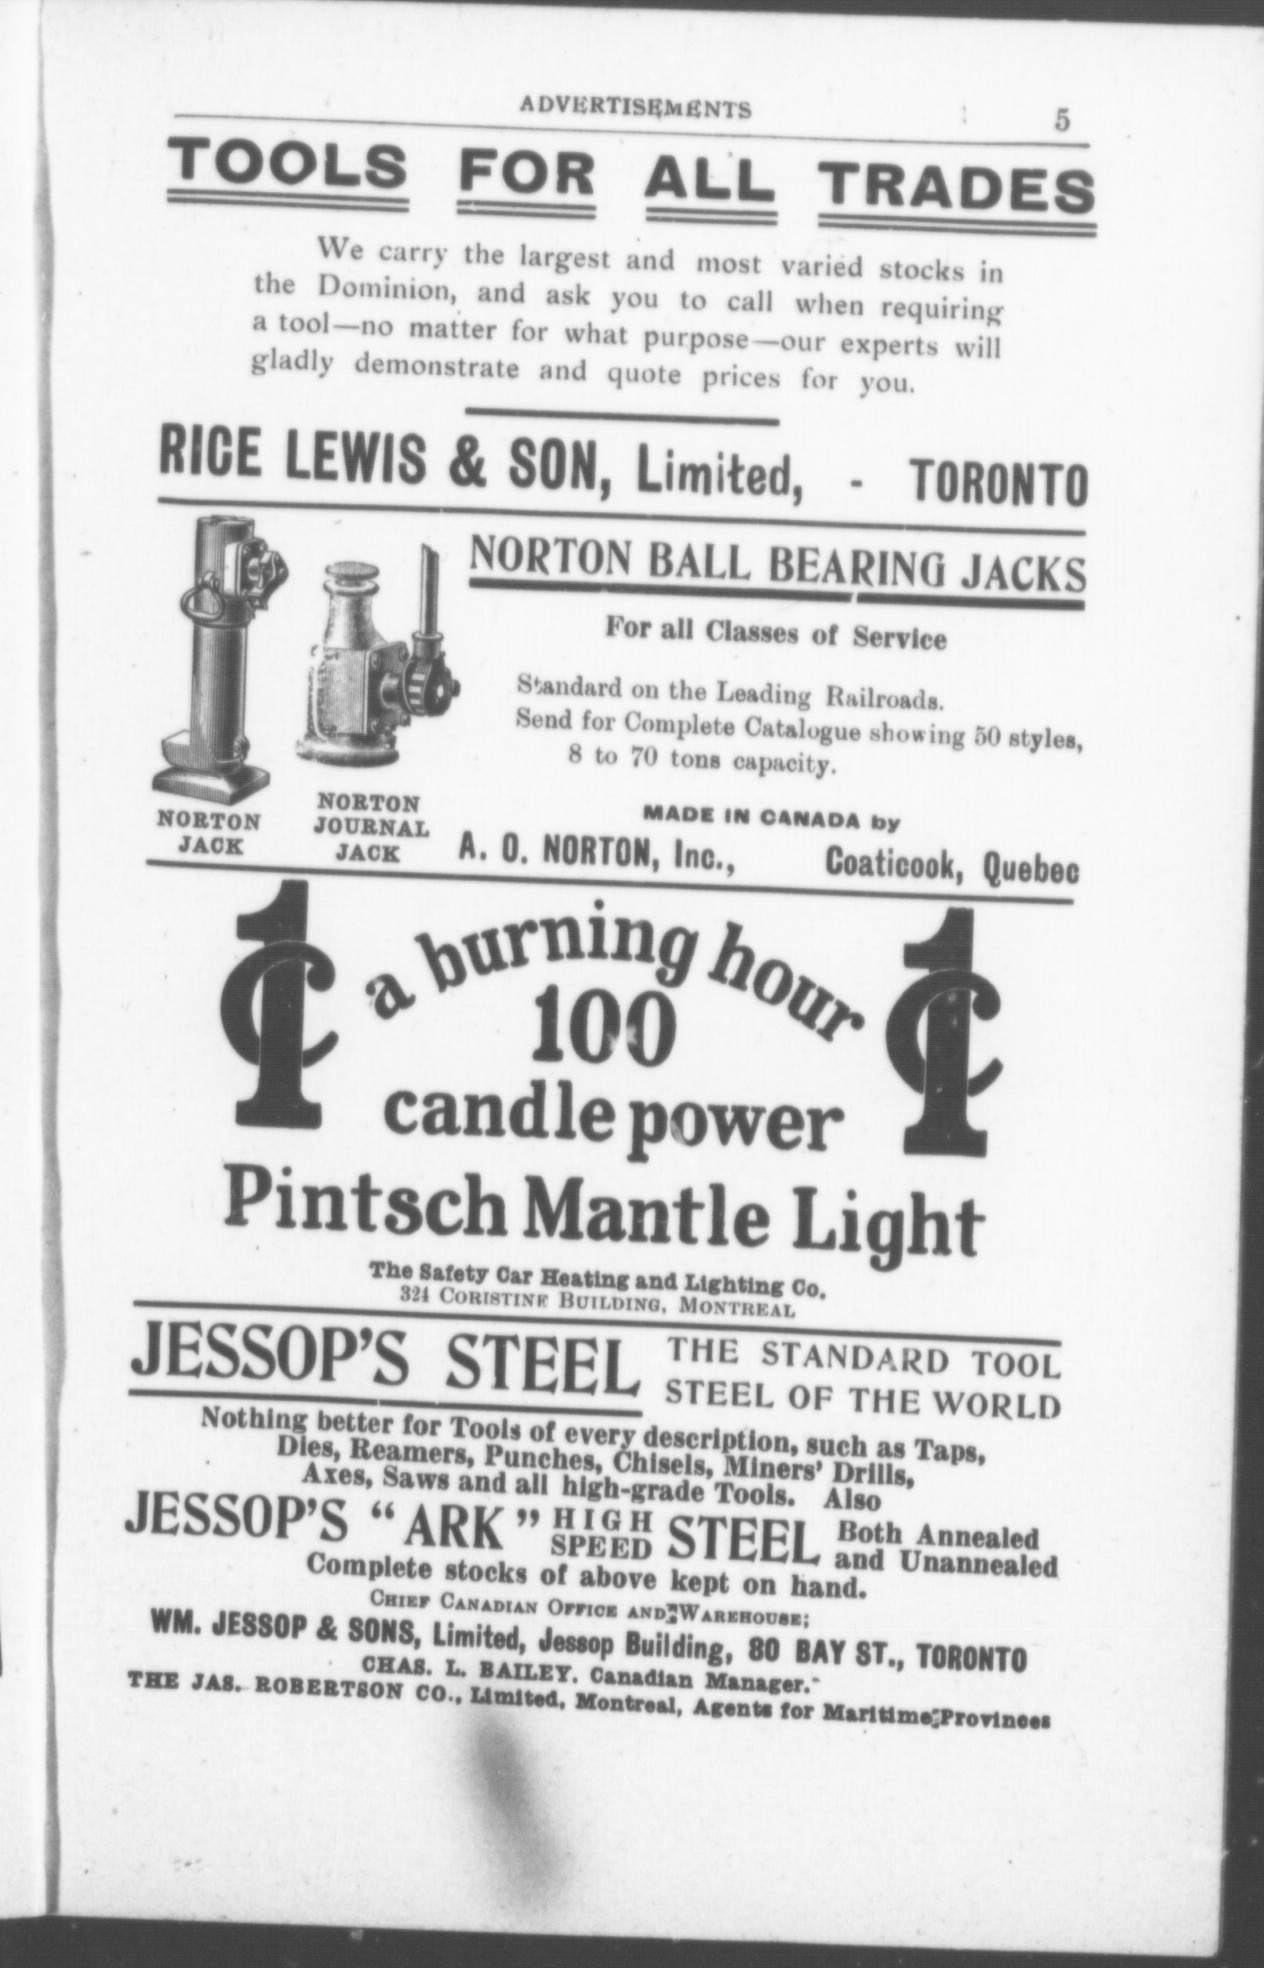 ADVERTISEMENTS 5
TOOLS FOR ALL TRADES
We carry the largest and most varied stocks in
the Dominion, and ask you to call when requiring
a tool—no matter for what purpose—our experts will
gladly demonstrate and quote prices for you.
RICE LEWIS & SON, Limited, - TORONTO
NORTON BALL BEARING JACKS
For all Classes of Service
Standard on the Leading Railroads.
Send for Complete Catalogue showing 50 styles,
8 to 70 tons capacity.
NORTON
JACK
NORTON
JOURNAL
JACK
MADE IN CANADA by
A. O. NORTON, Inc., Coaticook, Quebec
1¢ a burning hour 1¢
100
candle power
Pintsch Mantle Light
The Safety Car Heating and Lighting Co.
324 CORISTINE BUILDING, MONTREAL
JESSOP'S STEEL THE STANDARD TOOL
STEEL OF THE WORLD
Nothing better for Tools of every description, such as Taps,
Dies, Reamers, Punches, Chisels, Miners' Drills,
Axes, Saws and all high-grade Tools. Also
JESSOP'S "ARK" HIGH SPEED STEEL Both Annealed
and Unannealed
Complete stocks of above kept on hand.
CHIEF CANADIAN OFFICE AND WAREHOUSE;
WM. JESSOP & SONS, Limited, Jessop Building, 80 BAY ST., TORONTO
CHAS. L. BAILEY. Canadian Manager.
THE JAS. ROBERTSON CO., Limited, Montreal, Agents for Maritime Provinces